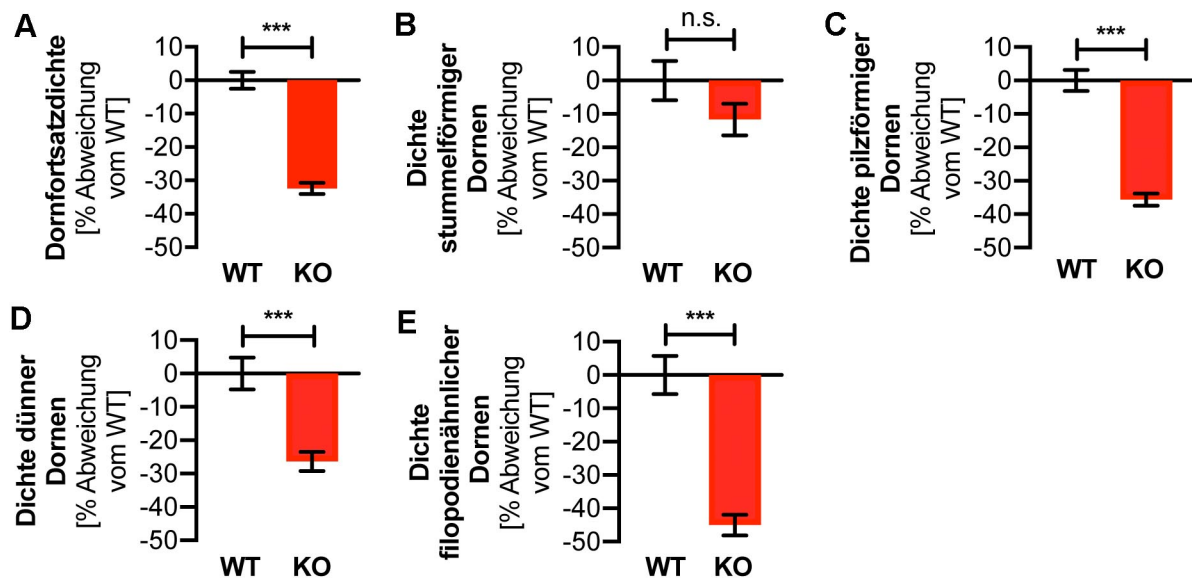 A
Dornfortsatzdichte
[% Abweichung
vom WT]
***
10
0
-10
-20
-30
-40
-50
WT KO
B
Dichte
stummelförmiger
Dornen
[% Abweichung
vom WT]
n.s.
10
0
-10
-20
-30
-40
-50
WT KO
C
Dichte pilzförmiger
Dornen
[% Abweichung
vom WT]
***
10
0
-10
-20
-30
-40
-50
WT KO
D
Dichte dünner
Dornen
[% Abweichung
vom WT]
***
10
0
-10
-20
-30
-40
-50
WT KO
E
Dichte
filopodienähnlicher
Dornen
[% Abweichung
vom WT]
***
10
0
-10
-20
-30
-40
-50
WT KO